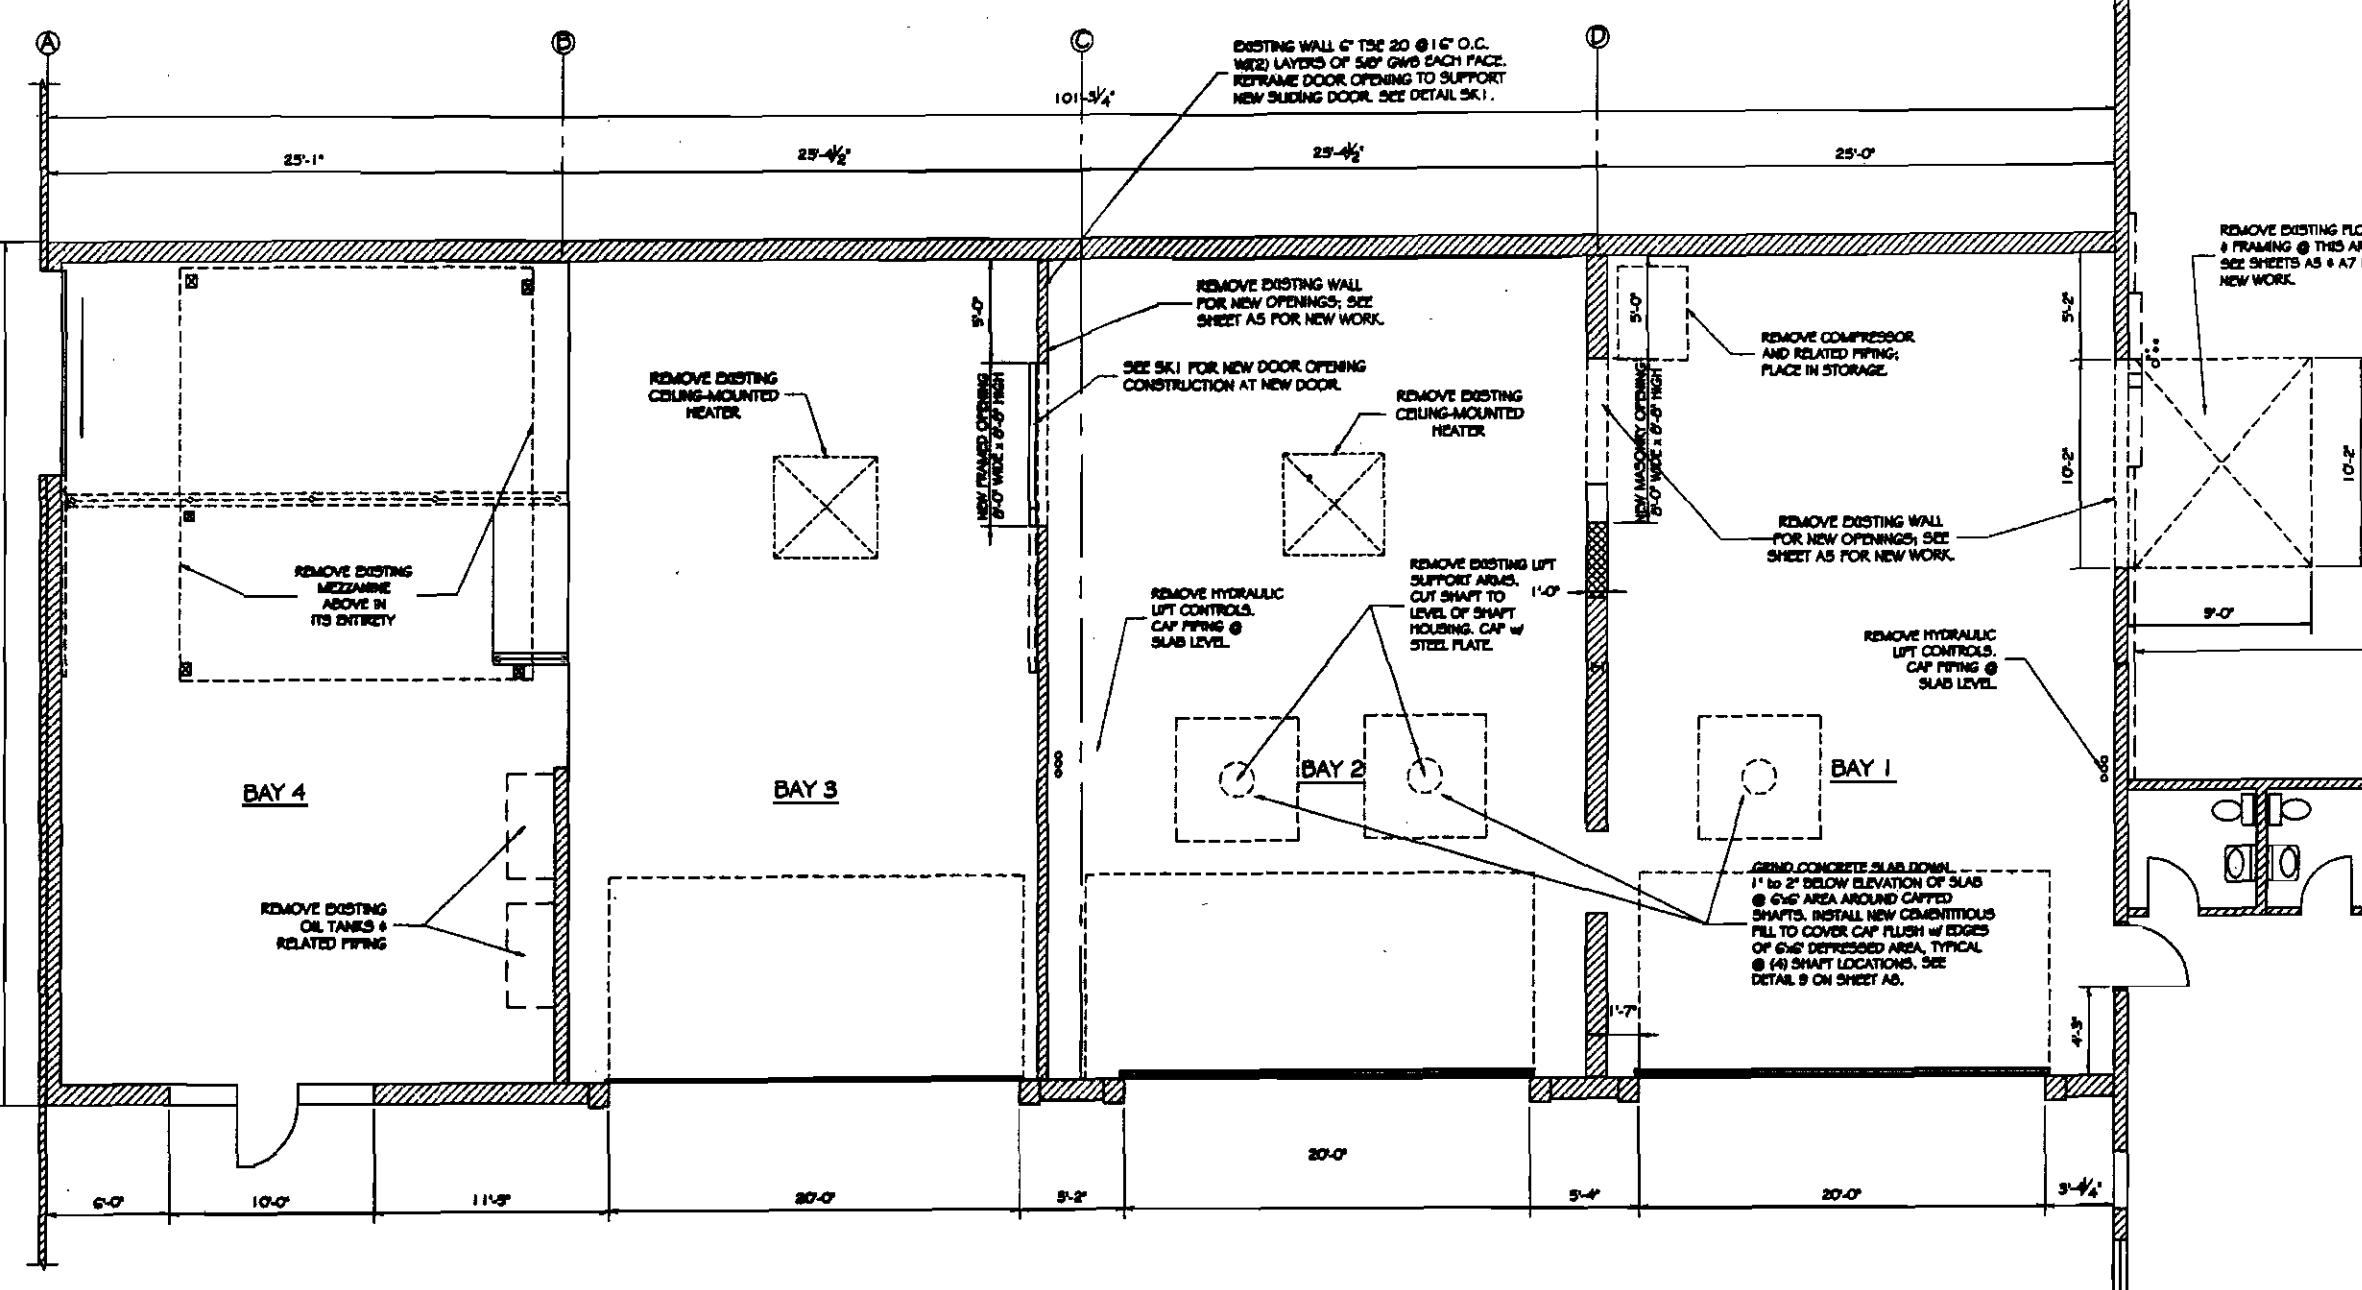 A
B
C
D
EXISTING WALL 6" TSE 20 @ 16" O.C.
W/(2) LAYERS OF 5/8" GWB EACH FACE.
REFRAME DOOR OPENING TO SUPPORT
NEW SLIDING DOOR. SEE DETAIL SK1.
101'-3/4"
25'-1"
25'-4 1/2"
25'-4 1/2"
25'-0"
REMOVE EXISTING
& FRAMING @ THIS
SEE SHEETS A5 & A7
NEW WORK.
REMOVE EXISTING WALL
FOR NEW OPENINGS; SEE
SHEET A5 FOR NEW WORK.
5'-0"
5'-0"
5'-2"
REMOVE COMPRESSOR
AND RELATED PIPING;
PLACE IN STORAGE.
SEE SK1 FOR NEW DOOR OPENING
CONSTRUCTION AT NEW DOOR.
REMOVE EXISTING
CEILING-MOUNTED
HEATER
NEW FRAMED OPENING
8'-0" WIDE x 8'-8" HIGH
REMOVE EXISTING
CEILING-MOUNTED
HEATER
NEW MASONRY OPENING
8'-0" WIDE x 8'-8" HIGH
10'-2"
10'-2"
REMOVE EXISTING WALL
FOR NEW OPENINGS; SEE
SHEET A5 FOR NEW WORK.
REMOVE EXISTING
MEZZANINE
ABOVE IN
ITS ENTIRETY
REMOVE HYDRAULIC
LIFT CONTROLS.
CAP PIPING @
SLAB LEVEL
REMOVE EXISTING LIFT
SUPPORT ARMS.
CUT SHAFT TO
LEVEL OF SHAFT
HOUSING. CAP w/
STEEL PLATE.
1'-0"
9'-0"
REMOVE HYDRAULIC
LIFT CONTROLS.
CAP PIPING @
SLAB LEVEL
BAY 4
BAY 3
BAY 2
BAY 1
REMOVE EXISTING
OIL TANKS &
RELATED PIPING
GRIND CONCRETE SLAB DOWN
1" to 2" BELOW ELEVATION OF SLAB
@ 6'x6' AREA AROUND CAPPED
SHAFTS. INSTALL NEW CEMENTITIOUS
FILL TO COVER CAP FLUSH w/ EDGES
OF 6'x6' DEPRESSED AREA, TYPICAL
@ (4) SHAFT LOCATIONS. SEE
DETAIL 9 ON SHEET A8.
1'-7"
4'-3"
6'-0"
10'-0"
11'-5"
20'-0"
5'-2"
20'-0"
5'-4"
20'-0"
3'-4 1/4"